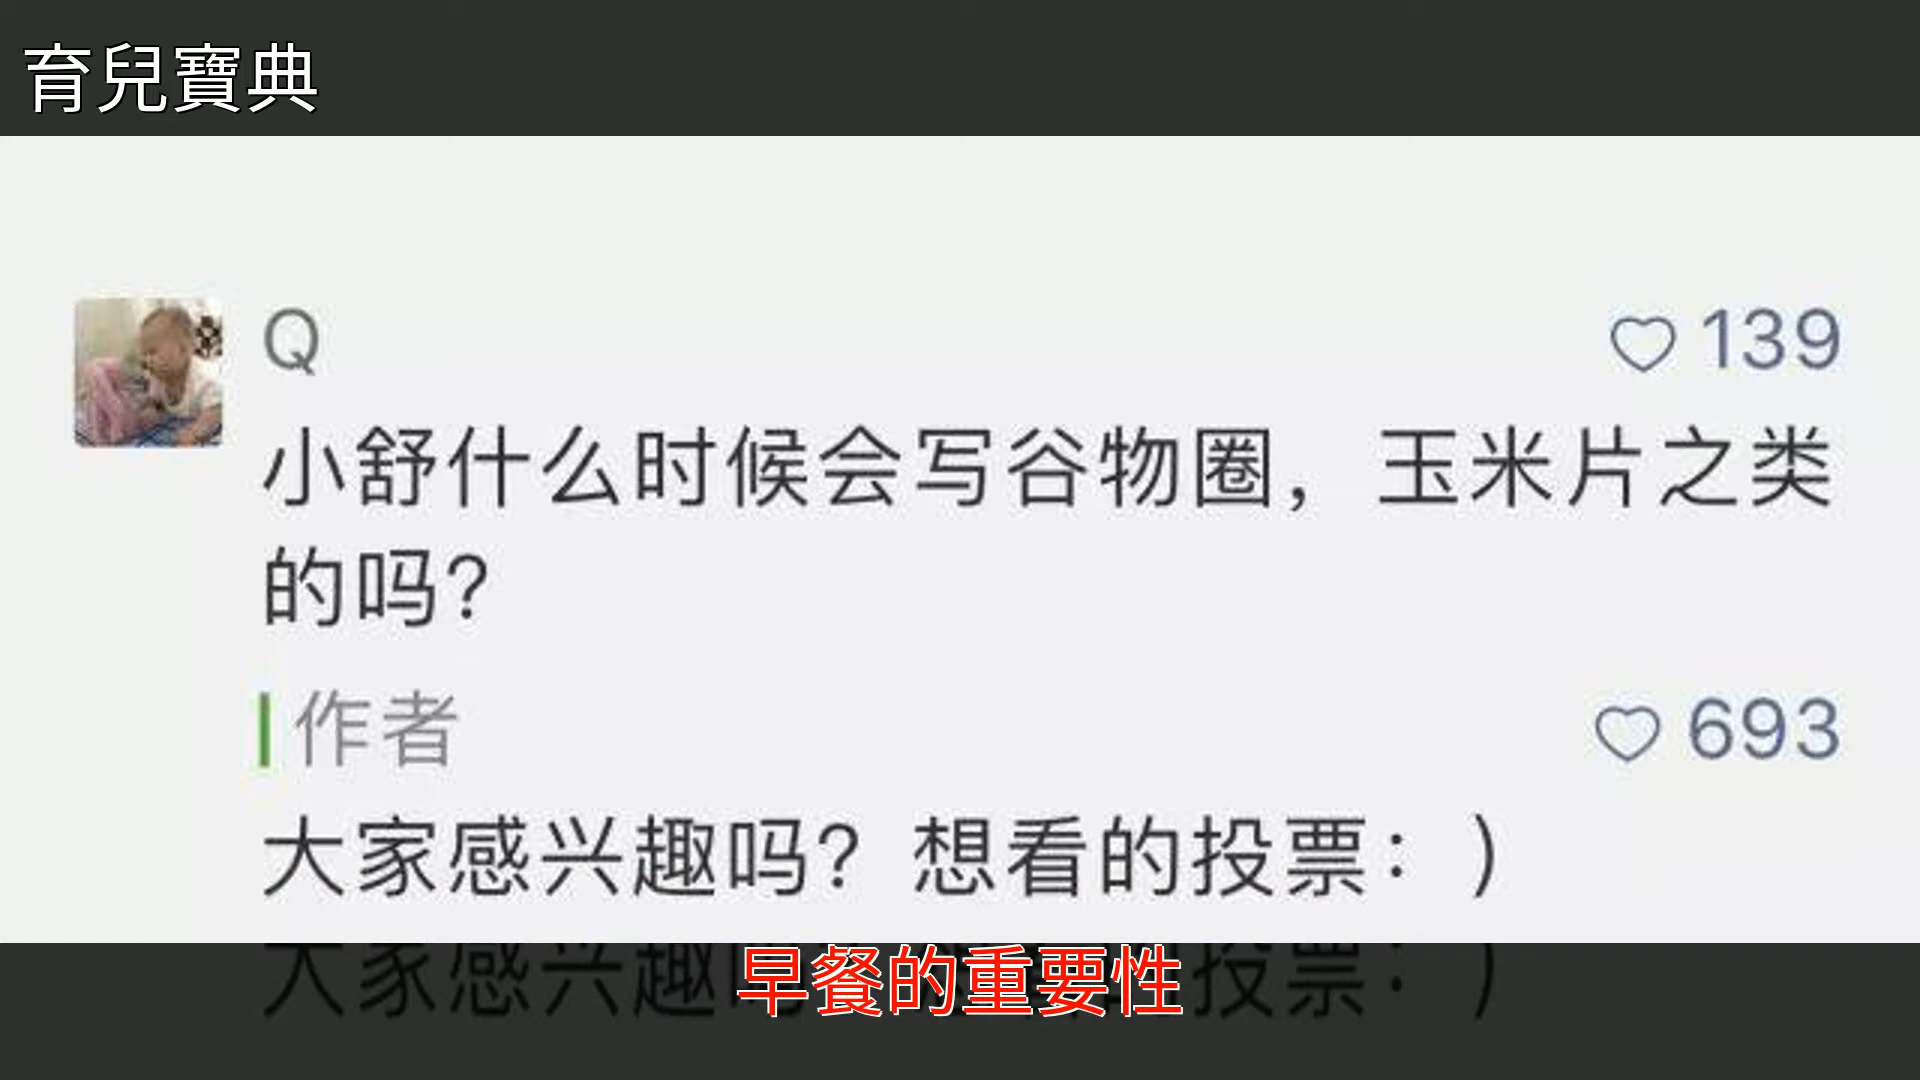 育兒寶典
Q
139
小舒什么时候会写谷物圈，玉米片之类
的吗?
作者
693
大家感兴趣吗? 想看的投票：)
早餐的重要性